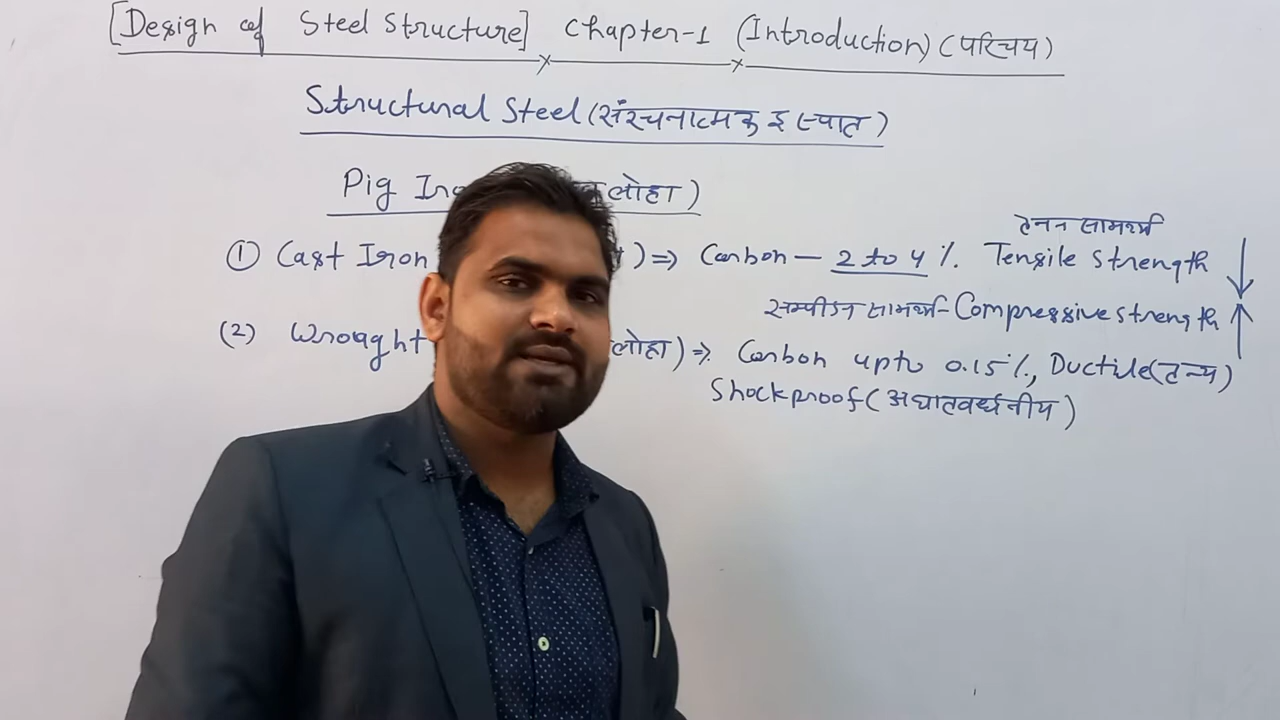 [Design of Steel Structure] Chapter-1 (Introduction) (परिचय)
Structural Steel (संरचनात्मक इस्पात)
Pig लोहा)
① Cast Iron ) ⇒ Carbon - 2 to 4 %. Tensile Strength ↓
तनन सामर्थ्य
सम्पीडन सामर्थ्य - Compressive strength ↑
(2) Wrought लोहा) ⇒ Carbon upto 0.15%, Ductile (तन्य)
Shockproof (अघातवर्धनीय)